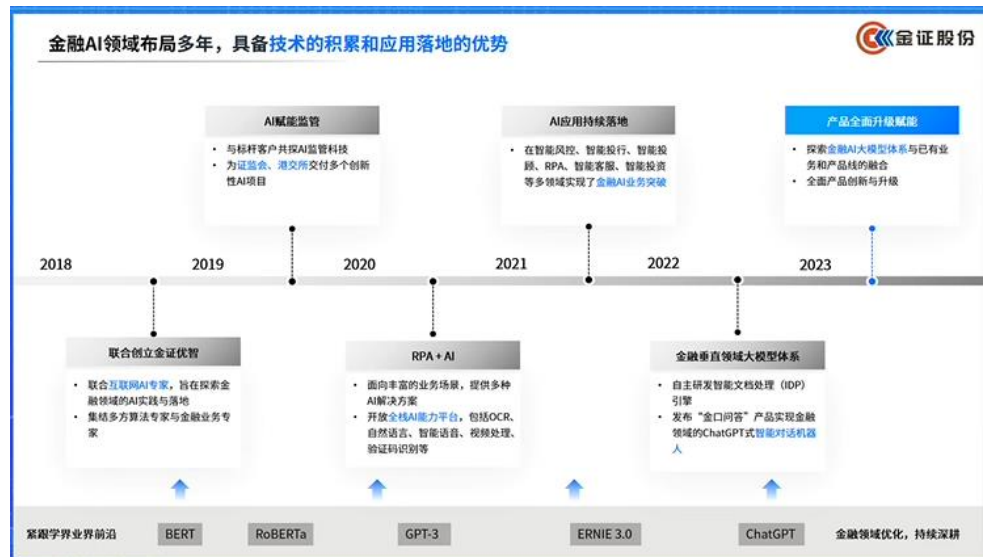 金融AI领域布局多年，具备技术的积累和应用落地的优势
金证股份
AI赋能监管
• 与标杆客户共探AI监管科技
• 为证监会、港交所交付多个创新
性AI项目
AI应用持续落地
• 在智能风控、智能投行、智能投
顾、RPA、智能客服、智能投资
等多领域实现了金融AI业务突破
产品全面升级赋能
• 探索金融AI大模型体系与已有业
务和产品线的融合
• 全面产品创新与升级
2018
2019
2020
2021
2022
2023
联合创立金证优智
• 联合互联网AI专家，旨在探索金
融领域的AI实践与落地
• 集结多方算法专家与金融业务专
家
RPA + AI
• 面向丰富的业务场景，提供多种
AI解决方案
• 开放全栈AI能力平台，包括OCR、
自然语言、智能语音、视频处理、
验证码识别等
金融垂直领域大模型体系
• 自主研发智能文档处理（IDP）
引擎
• 发布“金口问答”产品实现金融
领域的ChatGPT式智能对话机器
人
紧跟学界业界前沿
BERT
RoBERTa
GPT-3
ERNIE 3.0
ChatGPT
金融领域优化，持续深耕